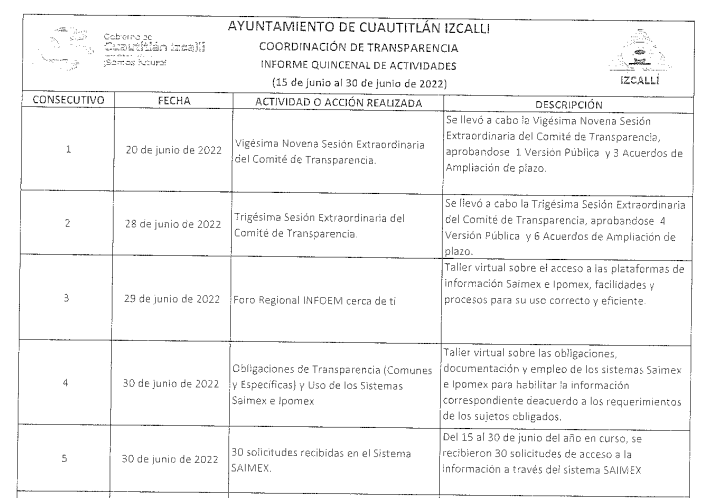 AYUNTAMIENTO DE CUAUTITLÁN IZCALLI
Gobierno de
Cuautitlán Izcalli
¡Somos futuro!
COORDINACIÓN DE TRANSPARENCIA
INFORME QUINCENAL DE ACTIVIDADES
(15 de junio al 30 de junio de 2022)
IZCALLI
CONSECUTIVO FECHA ACTIVIDAD O ACCIÓN REALIZADA DESCRIPCIÓN
1
20 de junio de 2022
Vigésima Novena Sesión Extraordinaria
del Comité de Transparencia.
Se llevó a cabo la Vigésima Novena Sesión
Extraordinaria del Comité de Transparencia,
aprobandose 1 Versión Pública y 3 Acuerdos de
Ampliación de plazo.
2
28 de junio de 2022
Trigésima Sesión Extraordinaria del
Comité de Transparencia.
Se llevó a cabo la Trigésima Sesión Extraordinaria
del Comité de Transparencia, aprobandose 4
Versión Pública y 6 Acuerdos de Ampliación de
plazo.
3
29 de junio de 2022
Foro Regional INFOEM cerca de ti
Taller virtual sobre el acceso a las plataformas de
información Saimex e Ipomex, facilidades y
procesos para su uso correcto y eficiente.
4
30 de junio de 2022
Obligaciones de Transparencia (Comunes
y Específicas) y Uso de los Sistemas
Saimex e Ipomex
Taller virtual sobre las obligaciones,
documentación y empleo de los sistemas Saimex
e Ipomex para habilitar la información
correspondiente deacuerdo a los requerimientos
de los sujetos obligados.
5
30 de junio de 2022
30 solicitudes recibidas en el Sistema
SAIMEX.
Del 15 al 30 de junio del año en curso, se
recibieron 30 solicitudes de acceso a la
información a través del sistema SAIMEX